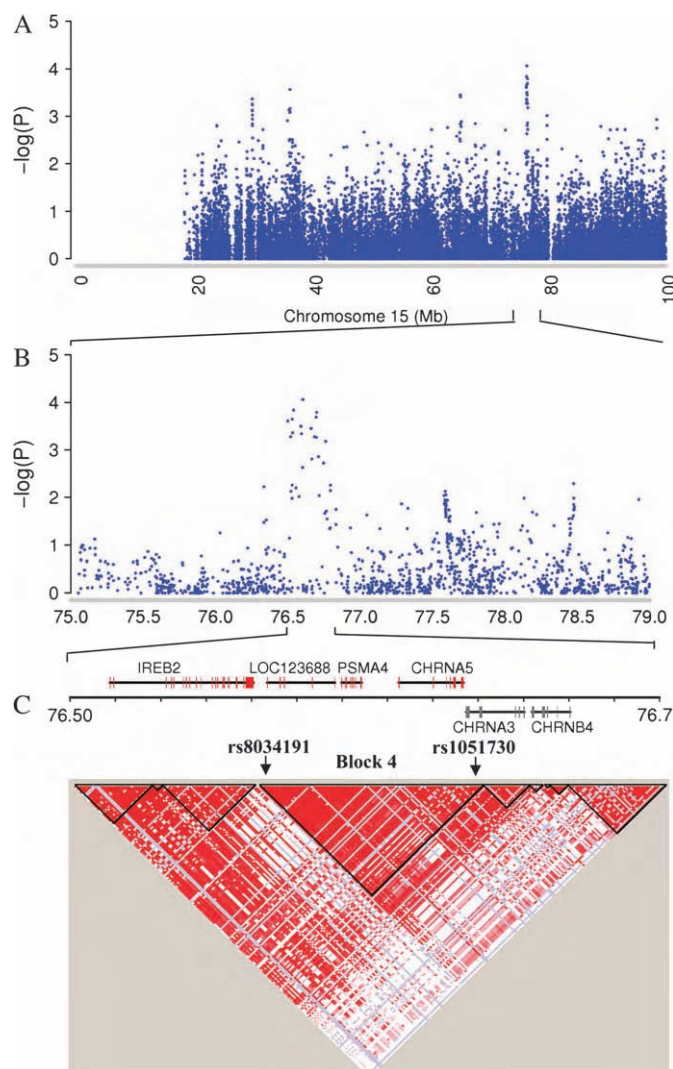 A
5
4
3
2
1
0
-log(P)
0
20
40
60
80
100
Chromosome 15 (Mb)
B
5
4
3
2
1
0
-log(P)
75.0
75.5
76.0
76.5
77.0
77.5
78.0
78.5
79.0
IREB2
LOC123688
PSMA4
CHRNA5
C
76.50
76.7
CHRNA3
CHRNB4
rs8034191
Block 4
rs1051730